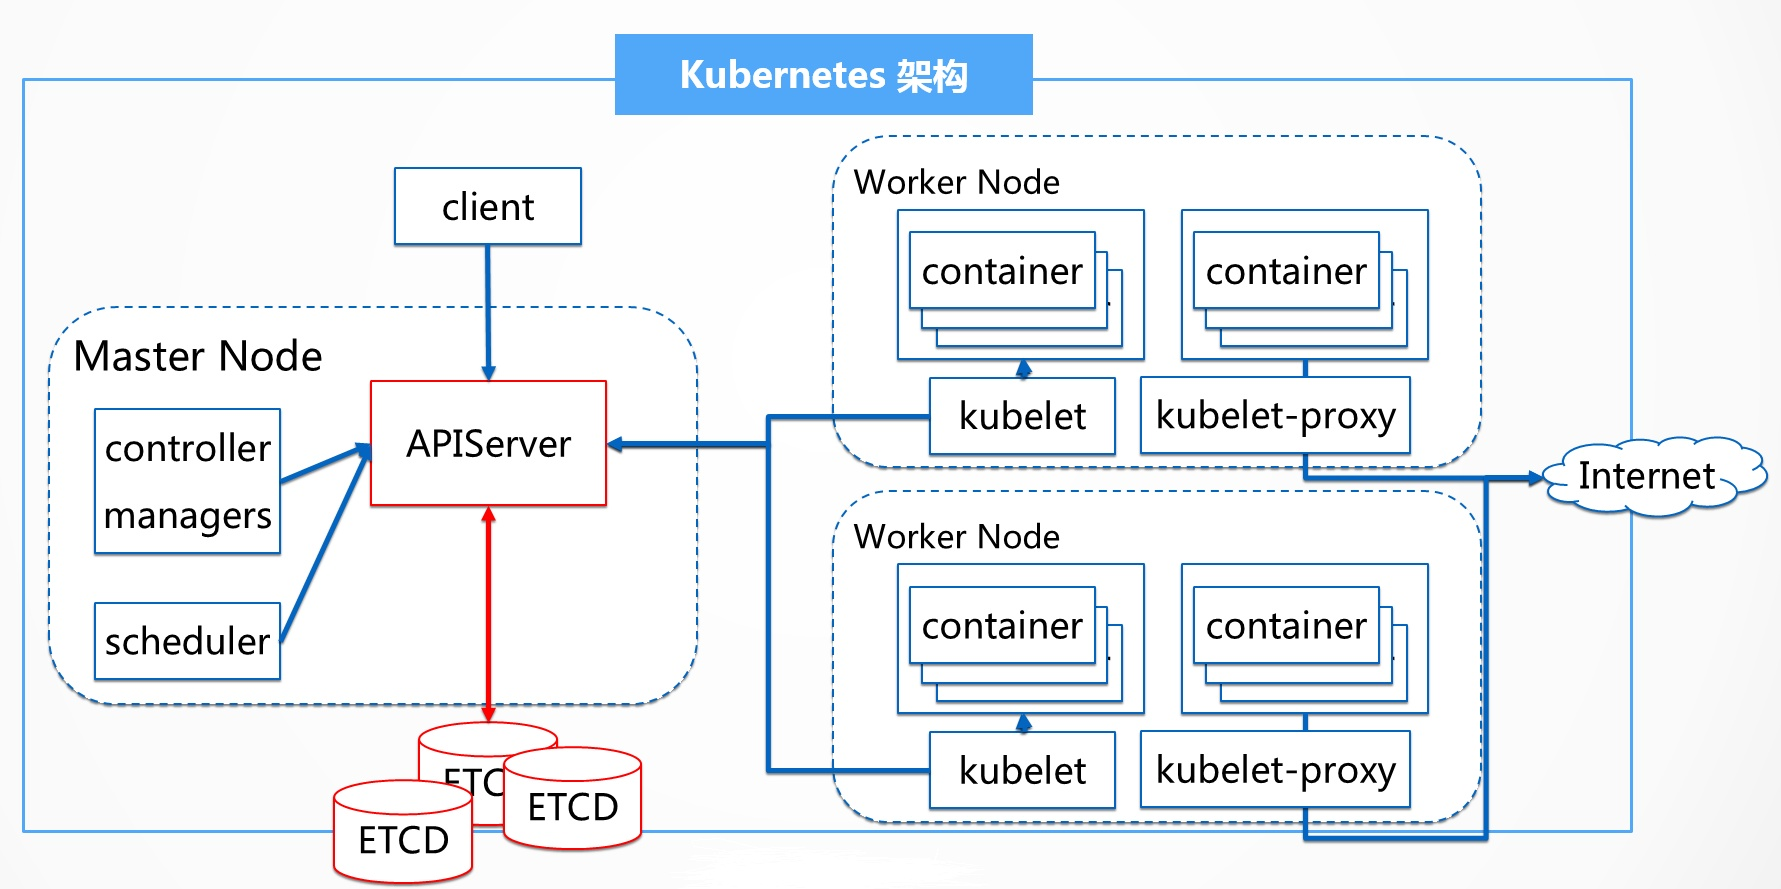 Kubernetes 架构
client
Master Node
controller
managers
scheduler
APIServer
ETCD
ETCD
Worker Node
container
container
kubelet
kubelet-proxy
Worker Node
container
container
kubelet
kubelet-proxy
Internet